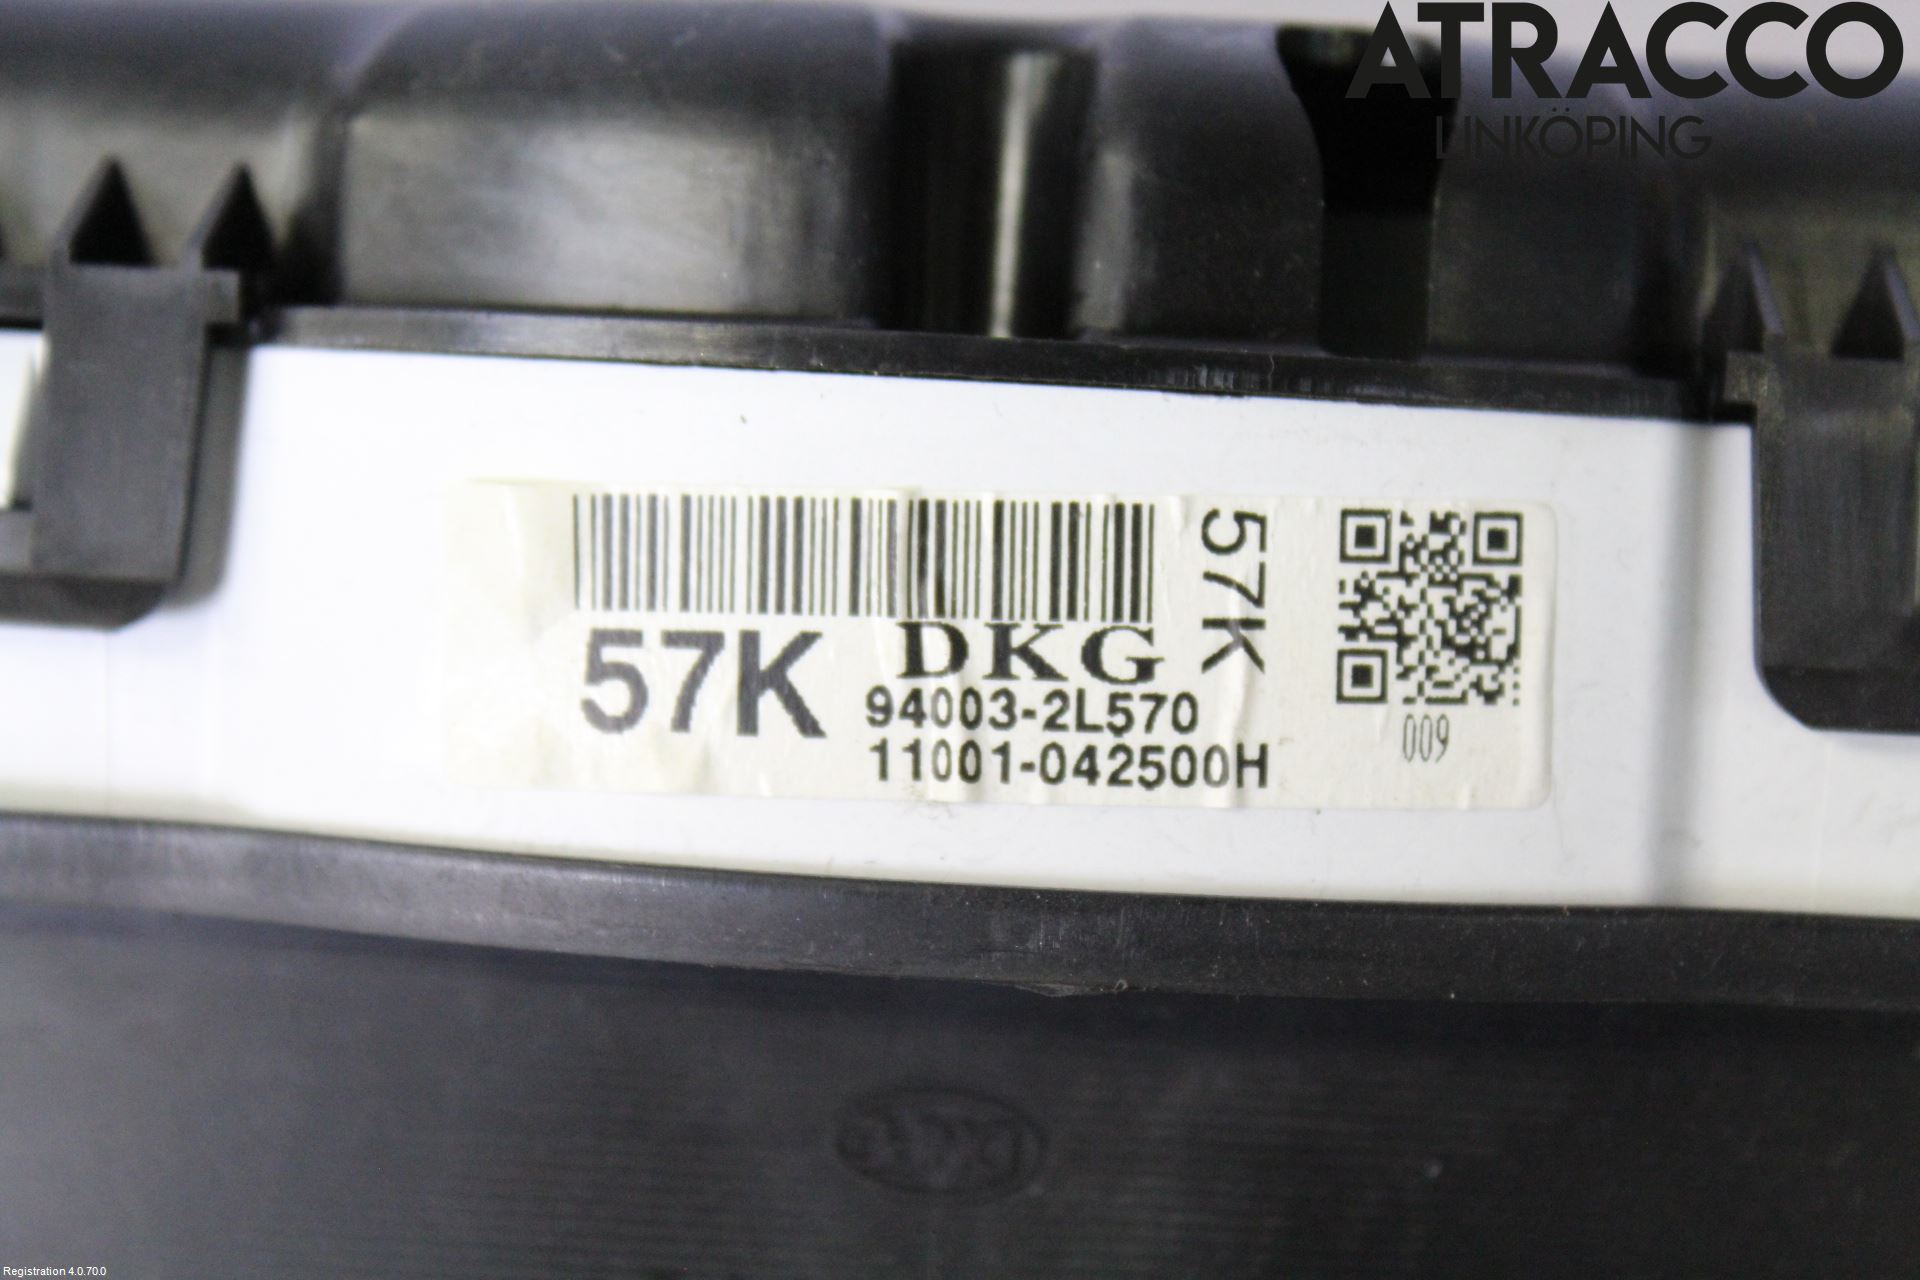 ATRACCO
LINKÖPING
57K
57K
DKG
94003-2L570
11001-042500H
009
Registration 4.0.70.0